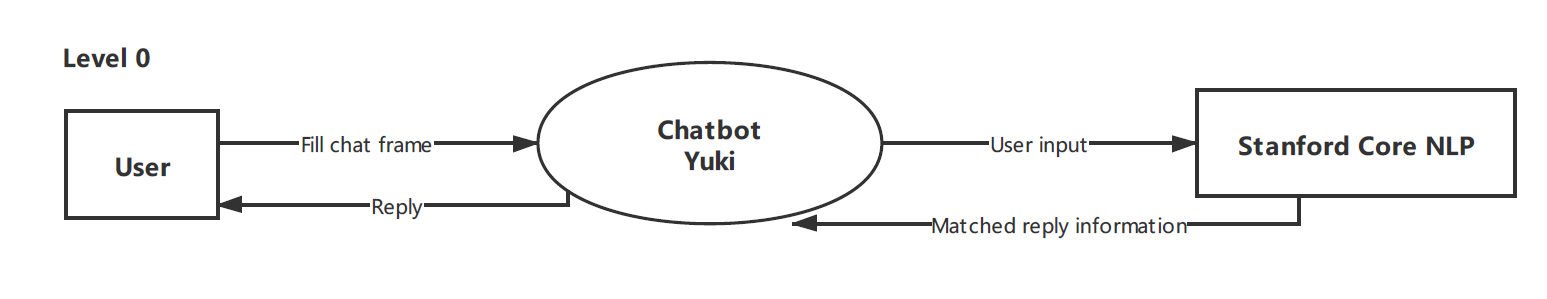 Level 0
User
Fill chat frame
Reply
Chatbot
Yuki
User input
Matched reply information
Stanford Core NLP